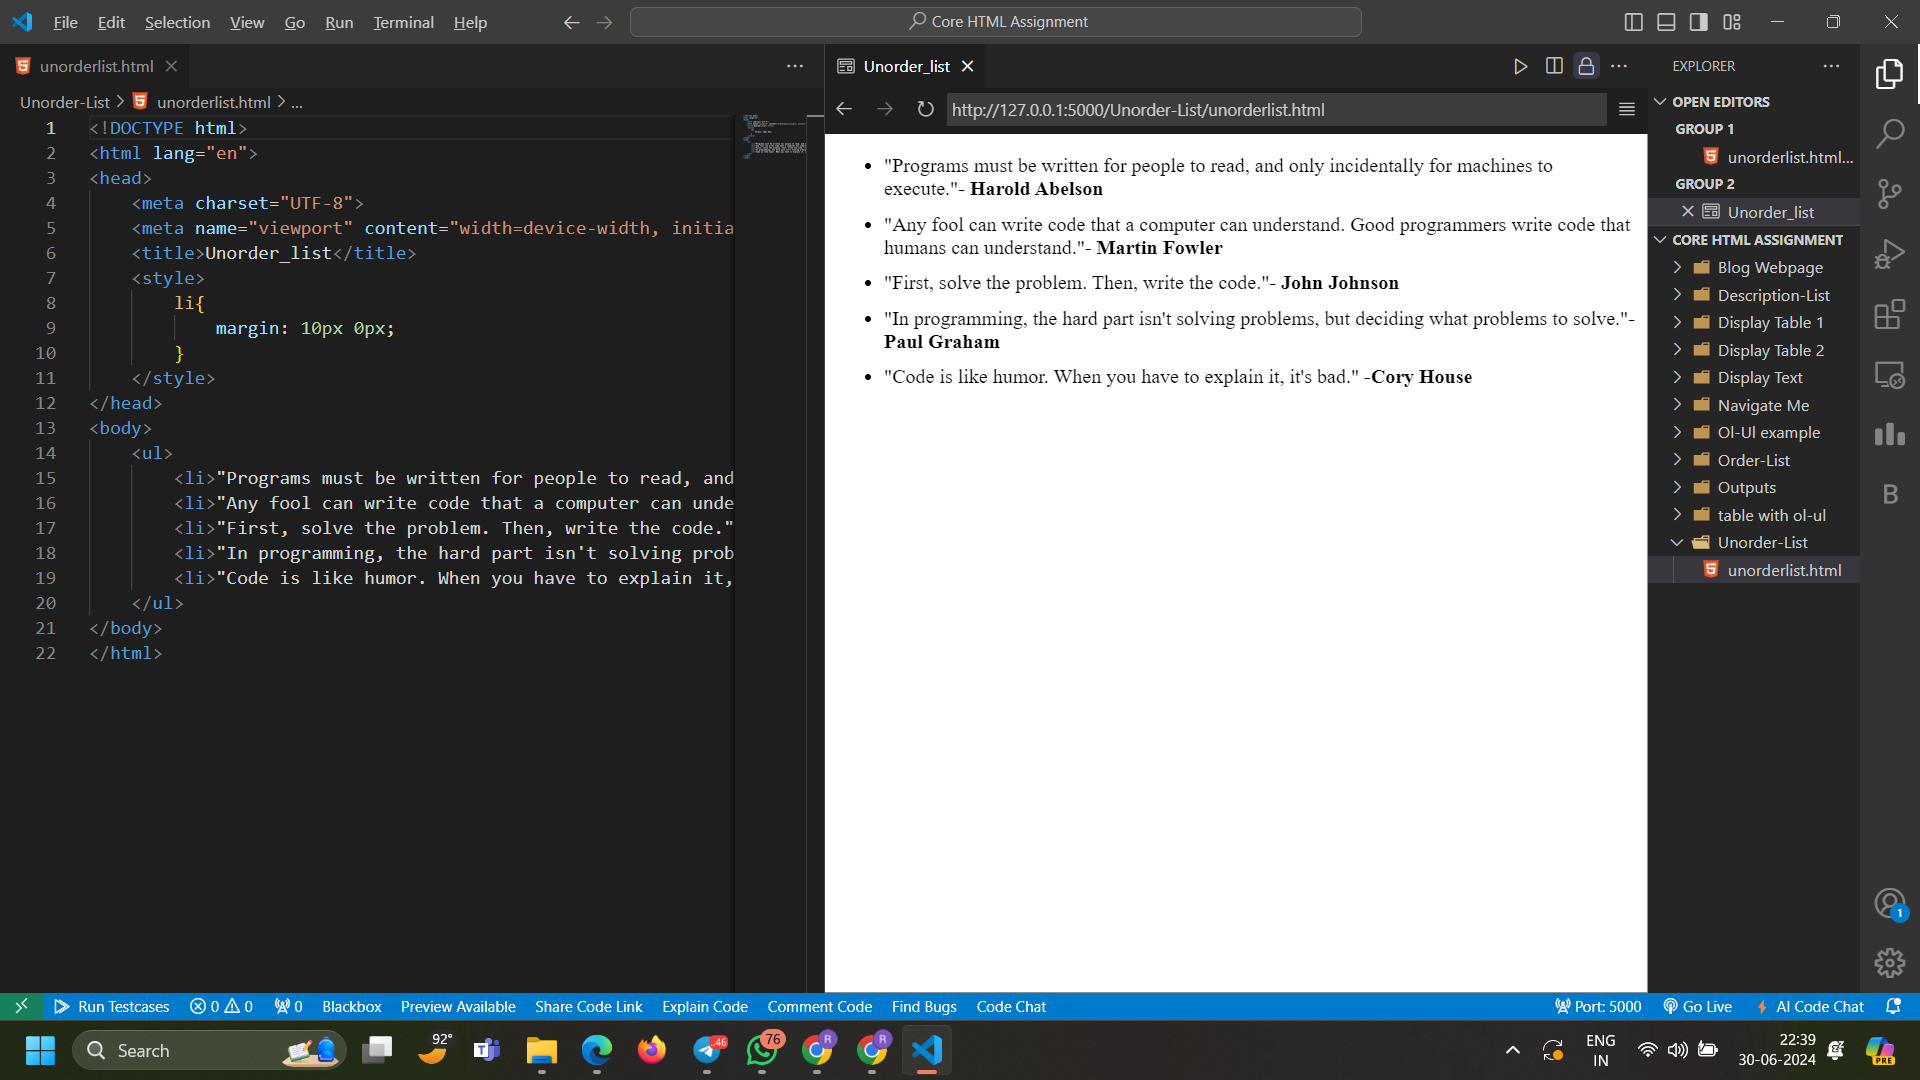 File Edit Selection View Go Run Terminal Help
Core HTML Assignment
unorderlist.html
Unorder-List > unorderlist.html > ...
1 <!DOCTYPE html>
2 <html lang="en">
3 <head>
4 <meta charset="UTF-8">
5 <meta name="viewport" content="width=device-width, initia
6 <title>Unorder_list</title>
7 <style>
8 li{
9 margin: 10px 0px;
10 }
11 </style>
12 </head>
13 <body>
14 <ul>
15 <li>"Programs must be written for people to read, and
16 <li>"Any fool can write code that a computer can unde
17 <li>"First, solve the problem. Then, write the code."
18 <li>"In programming, the hard part isn't solving prob
19 <li>"Code is like humor. When you have to explain it,
20 </ul>
21 </body>
22 </html>
Unorder_list
http://127.0.0.1:5000/Unorder-List/unorderlist.html
• "Programs must be written for people to read, and only incidentally for machines to
execute."- Harold Abelson
• "Any fool can write code that a computer can understand. Good programmers write code that
humans can understand."- Martin Fowler
• "First, solve the problem. Then, write the code."- John Johnson
• "In programming, the hard part isn't solving problems, but deciding what problems to solve."-
Paul Graham
• "Code is like humor. When you have to explain it, it's bad." -Cory House
EXPLORER
OPEN EDITORS
GROUP 1
unorderlist.html...
GROUP 2
Unorder_list
CORE HTML ASSIGNMENT
Blog Webpage
Description-List
Display Table 1
Display Table 2
Display Text
Navigate Me
Ol-Ul example
Order-List
Outputs
table with ol-ul
Unorder-List
unorderlist.html
B
1
Run Testcases 0 0 0 Blackbox Preview Available Share Code Link Explain Code Comment Code Find Bugs Code Chat Port: 5000 Go Live AI Code Chat
Search
92°
.46
76
R
R
ENG
IN
22:39
30-06-2024
PRE